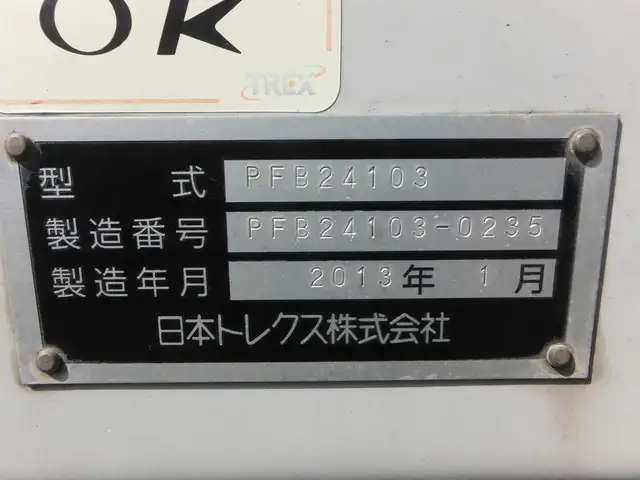 OK
TREX
型式 PFB24103
製造番号 PFB24103-0235
製造年月 2013年 1月
日本トレクス株式会社